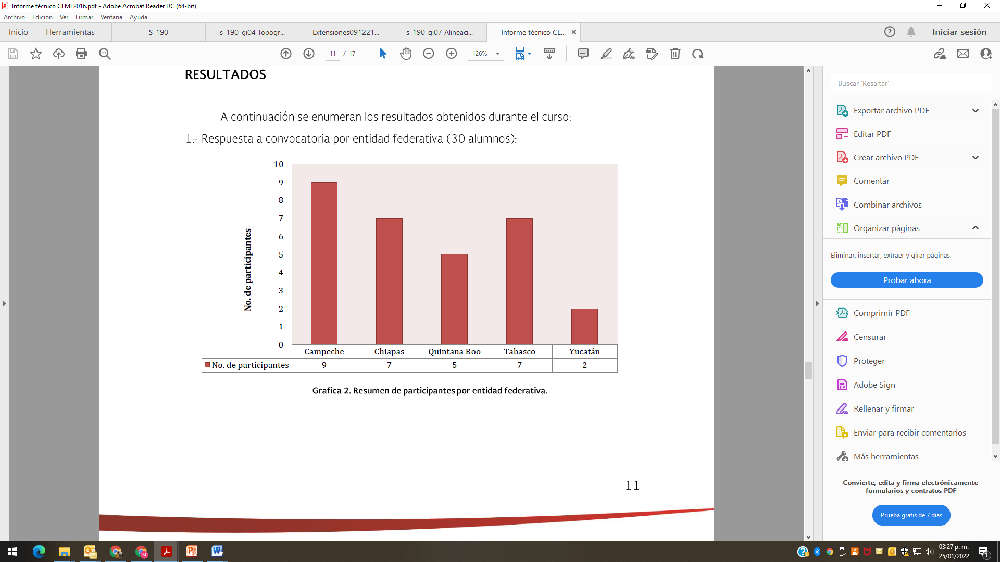 Informe técnico CEMI 2016.pdf - Adobe Acrobat Reader DC (64-bit)
Archivo Edición Ver Firmar Ventana Ayuda
Inicio Herramientas S-190 s-190-gi04 Topogr... Extensiones091221... s-190-gi07 Alineaci... Informe técnico CE... Iniciar sesión
11 / 17 126%
RESULTADOS
A continuación se enumeran los resultados obtenidos durante el curso:
1.- Respuesta a convocatoria por entidad federativa (30 alumnos):
10
9
8
7
6
5
4
3
2
1
0
No. de participantes
Campeche Chiapas Quintana Roo Tabasco Yucatán
No. de participantes 9 7 5 7 2
Grafica 2. Resumen de participantes por entidad federativa.
11
Buscar 'Resaltar'
Exportar archivo PDF
Editar PDF
Crear archivo PDF
Comentar
Combinar archivos
Organizar páginas
Eliminar, insertar, extraer y girar páginas.
Probar ahora
Comprimir PDF
Censurar
Proteger
Adobe Sign
Rellenar y firmar
Enviar para recibir comentarios
Más herramientas
Convierte, edita y firma electrónicamente
formularios y contratos PDF
Prueba gratis de 7 días
03:27 p. m.
25/01/2022